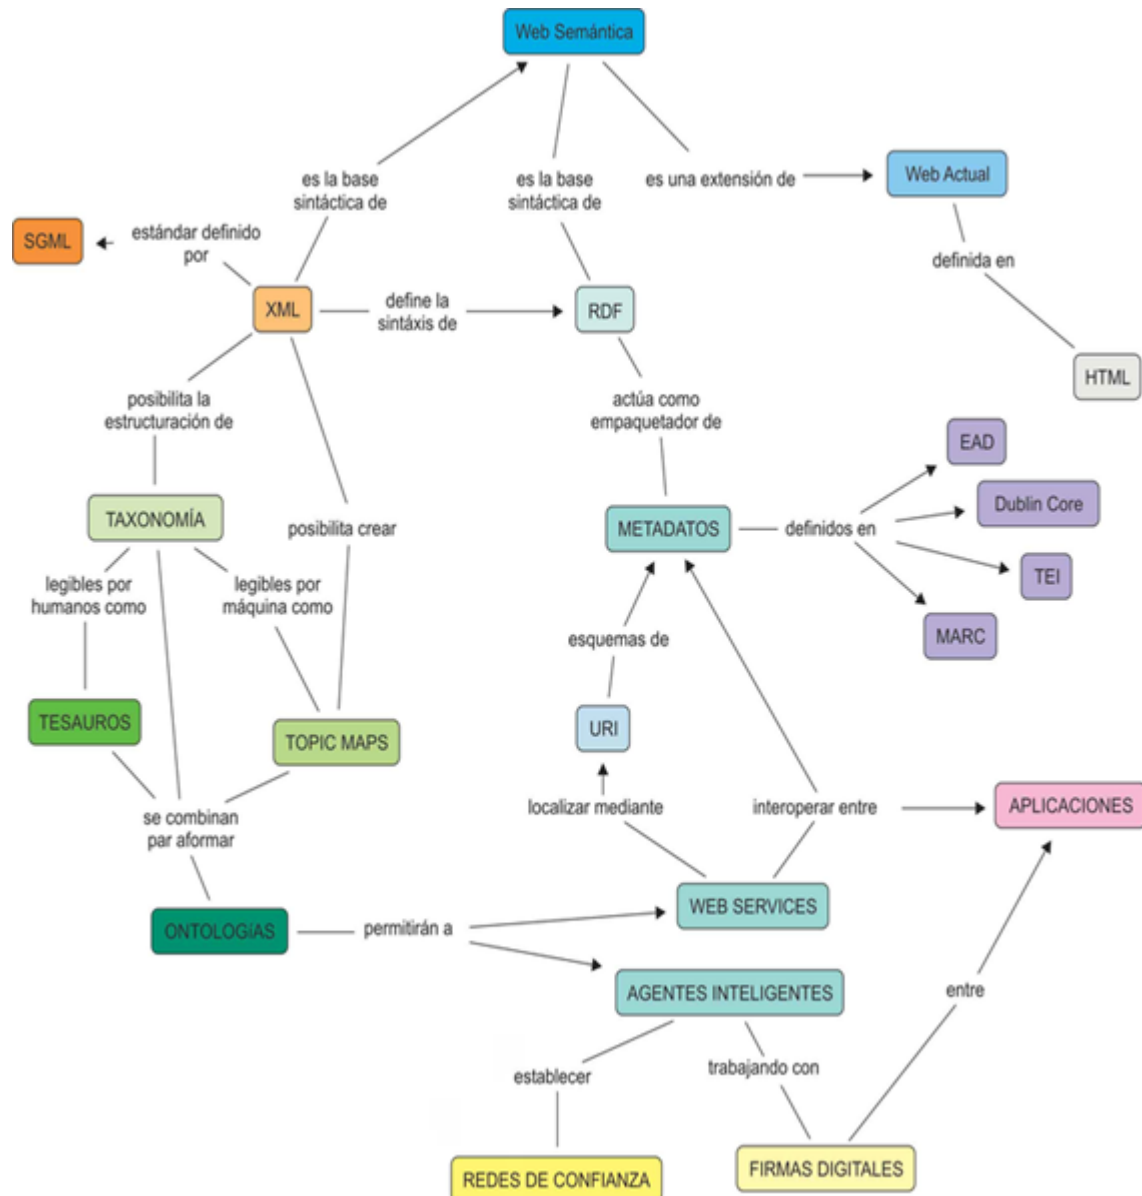 Web Semántica
es la base
sintáctica de
es la base
sintáctica de
es una extensión de
Web Actual
SGML
estándar definido
por
definida en
XML
define la
sintáxis de
RDF
HTML
posibilita la
estructuración de
actúa como
empaquetador de
EAD
Dublin Core
TAXONOMÍA
posibilita crear
METADATOS
definidos en
TEI
MARC
legibles por
humanos como
legibles por
máquina como
esquemas de
TESAUROS
TOPIC MAPS
URI
se combinan
par aformar
localizar mediante
interoperar entre
APLICACIONES
ONTOLOGíAS
permitirán a
WEB SERVICES
AGENTES INTELIGENTES
entre
establecer
trabajando con
REDES DE CONFIANZA
FIRMAS DIGITALES